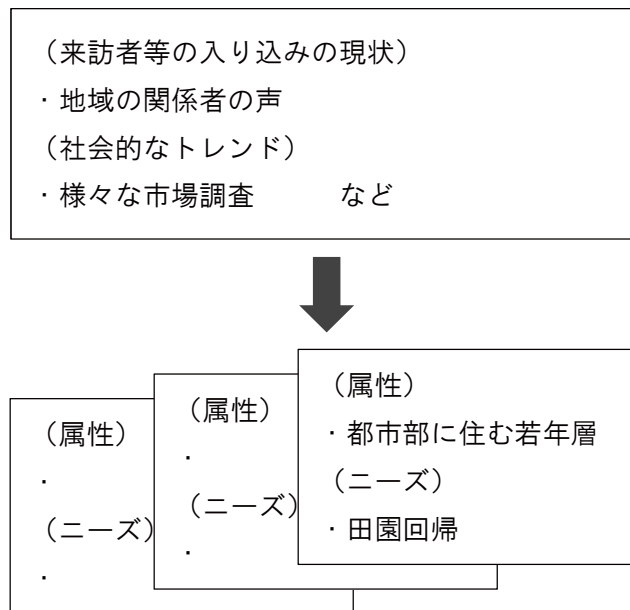 （来訪者等の入り込みの現状）
・地域の関係者の声
（社会的なトレンド）
・様々な市場調査　　　など
（属性）
・
（ニーズ）
・
（属性）
・
（ニーズ）
・
（属性）
・都市部に住む若年層
（ニーズ）
・田園回帰